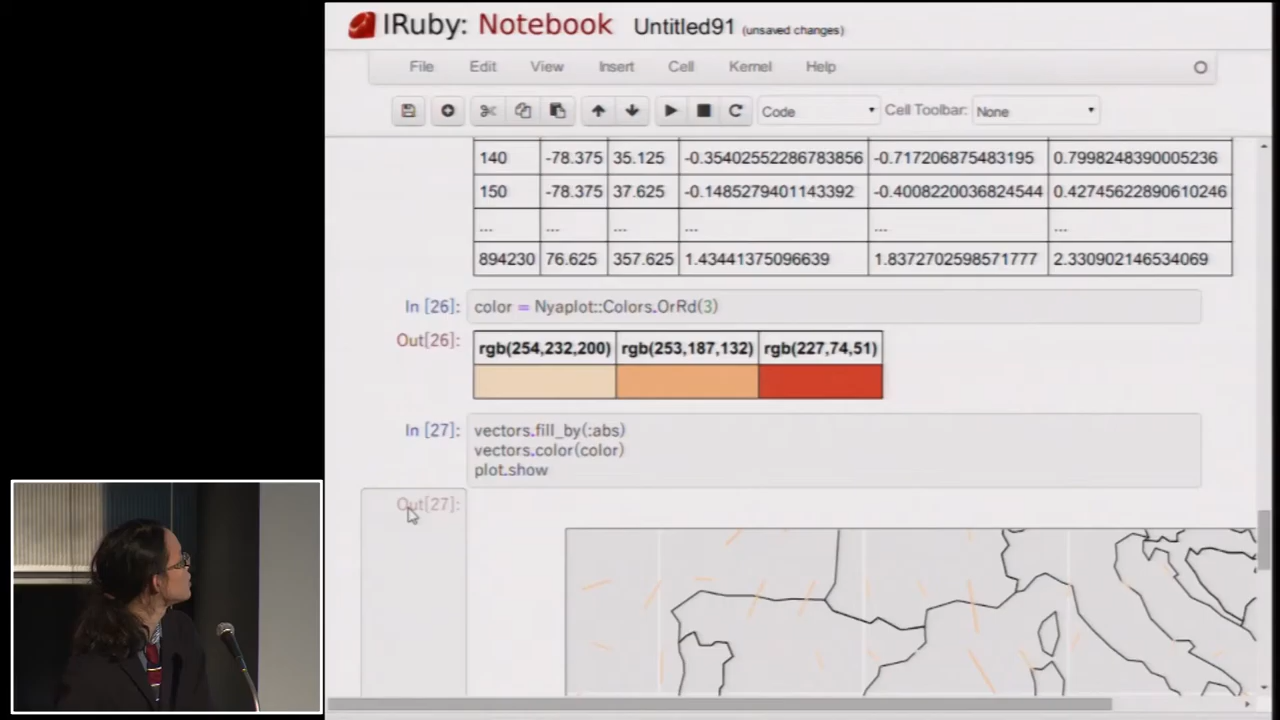 IRuby: Notebook Untitled91 (unsaved changes)
File Edit View Insert Cell Kernel Help
Code Cell Toolbar: None
140 -78.375 35.125 -0.35402552286783856 -0.717206875483195 0.7998248390005236
150 -78.375 37.625 -0.1485279401143392 -0.4008220036824544 0.42745622890610246
... ... ... ... ... ...
894230 76.625 357.625 1.43441375096639 1.8372702598571777 2.330902146534069
In [26]: color = Nyaplot::Colors.OrRd(3)
Out[26]: rgb(254,232,200) rgb(253,187,132) rgb(227,74,51)
In [27]: vectors.fill_by(:abs)
vectors.color(color)
plot.show
Out[27]: